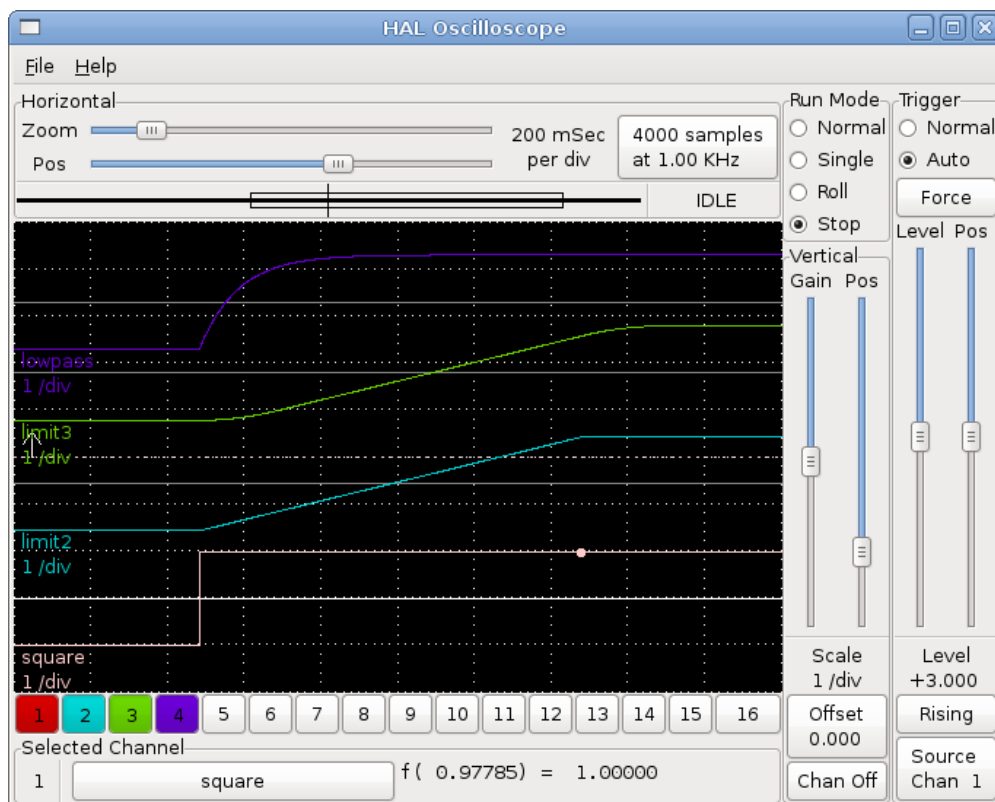 HAL Oscilloscope
File Help
Horizontal
Zoom
Pos
200 mSec
per div
4000 samples
at 1.00 KHz
IDLE
Run Mode
Normal
Single
Roll
Stop
Trigger
Normal
Auto
Force
Level Pos
Vertical
Gain Pos
lowpass
1 /div
limit3
1 /div
limit2
1 /div
square
1 /div
Scale
1 /div
Offset
0.000
Chan Off
Level
+3.000
Rising
Source
Chan 1
1 2 3 4 5 6 7 8 9 10 11 12 13 14 15 16
Selected Channel
1 square f( 0.97785) = 1.00000